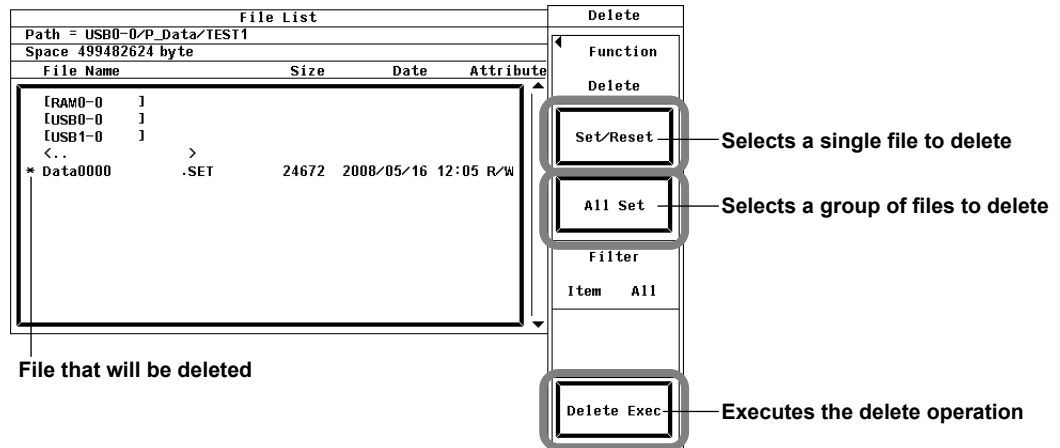 File List
Path = USB0-0/P_Data/TEST1
Space 499482624 byte
File Name Size Date Attribute
[RAM0-0 ]
[USB0-0 ]
[USB1-0 ]
<.. >
* Data0000 .SET 24672 2008/05/16 12:05 R/W
File that will be deleted
Delete
Function
Delete
Set/Reset
Selects a single file to delete
All Set
Selects a group of files to delete
Filter
Item All
Delete Exec
Executes the delete operation